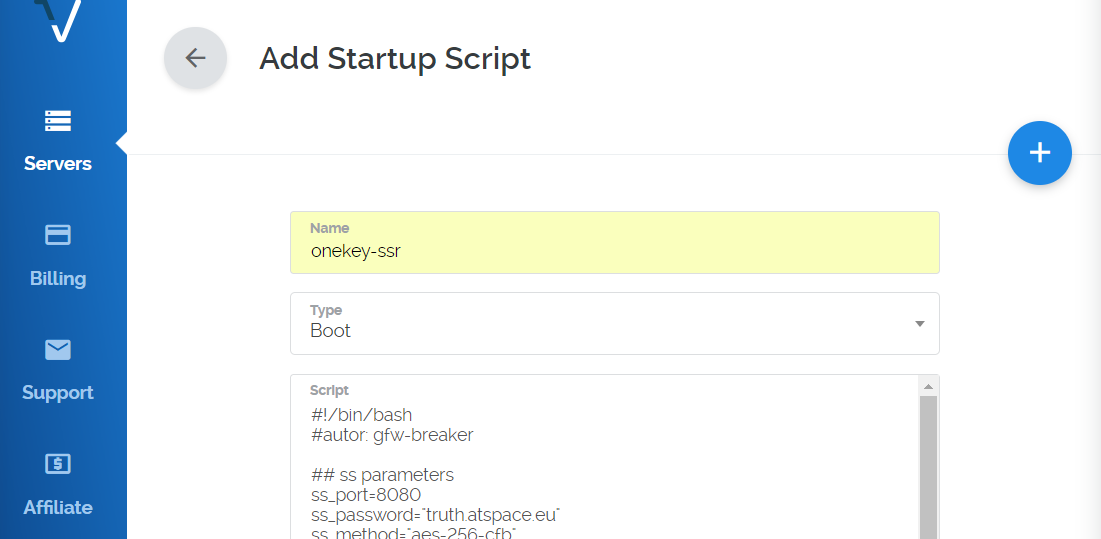 Add Startup Script
Servers
Billing
Support
Affiliate
Name
onekey-ssr
Type
Boot
Script
#!/bin/bash
#autor: gfw-breaker
## ss parameters
ss_port=8080
ss_password="truth.atspace.eu"
ss_method="aes-256-cfb"